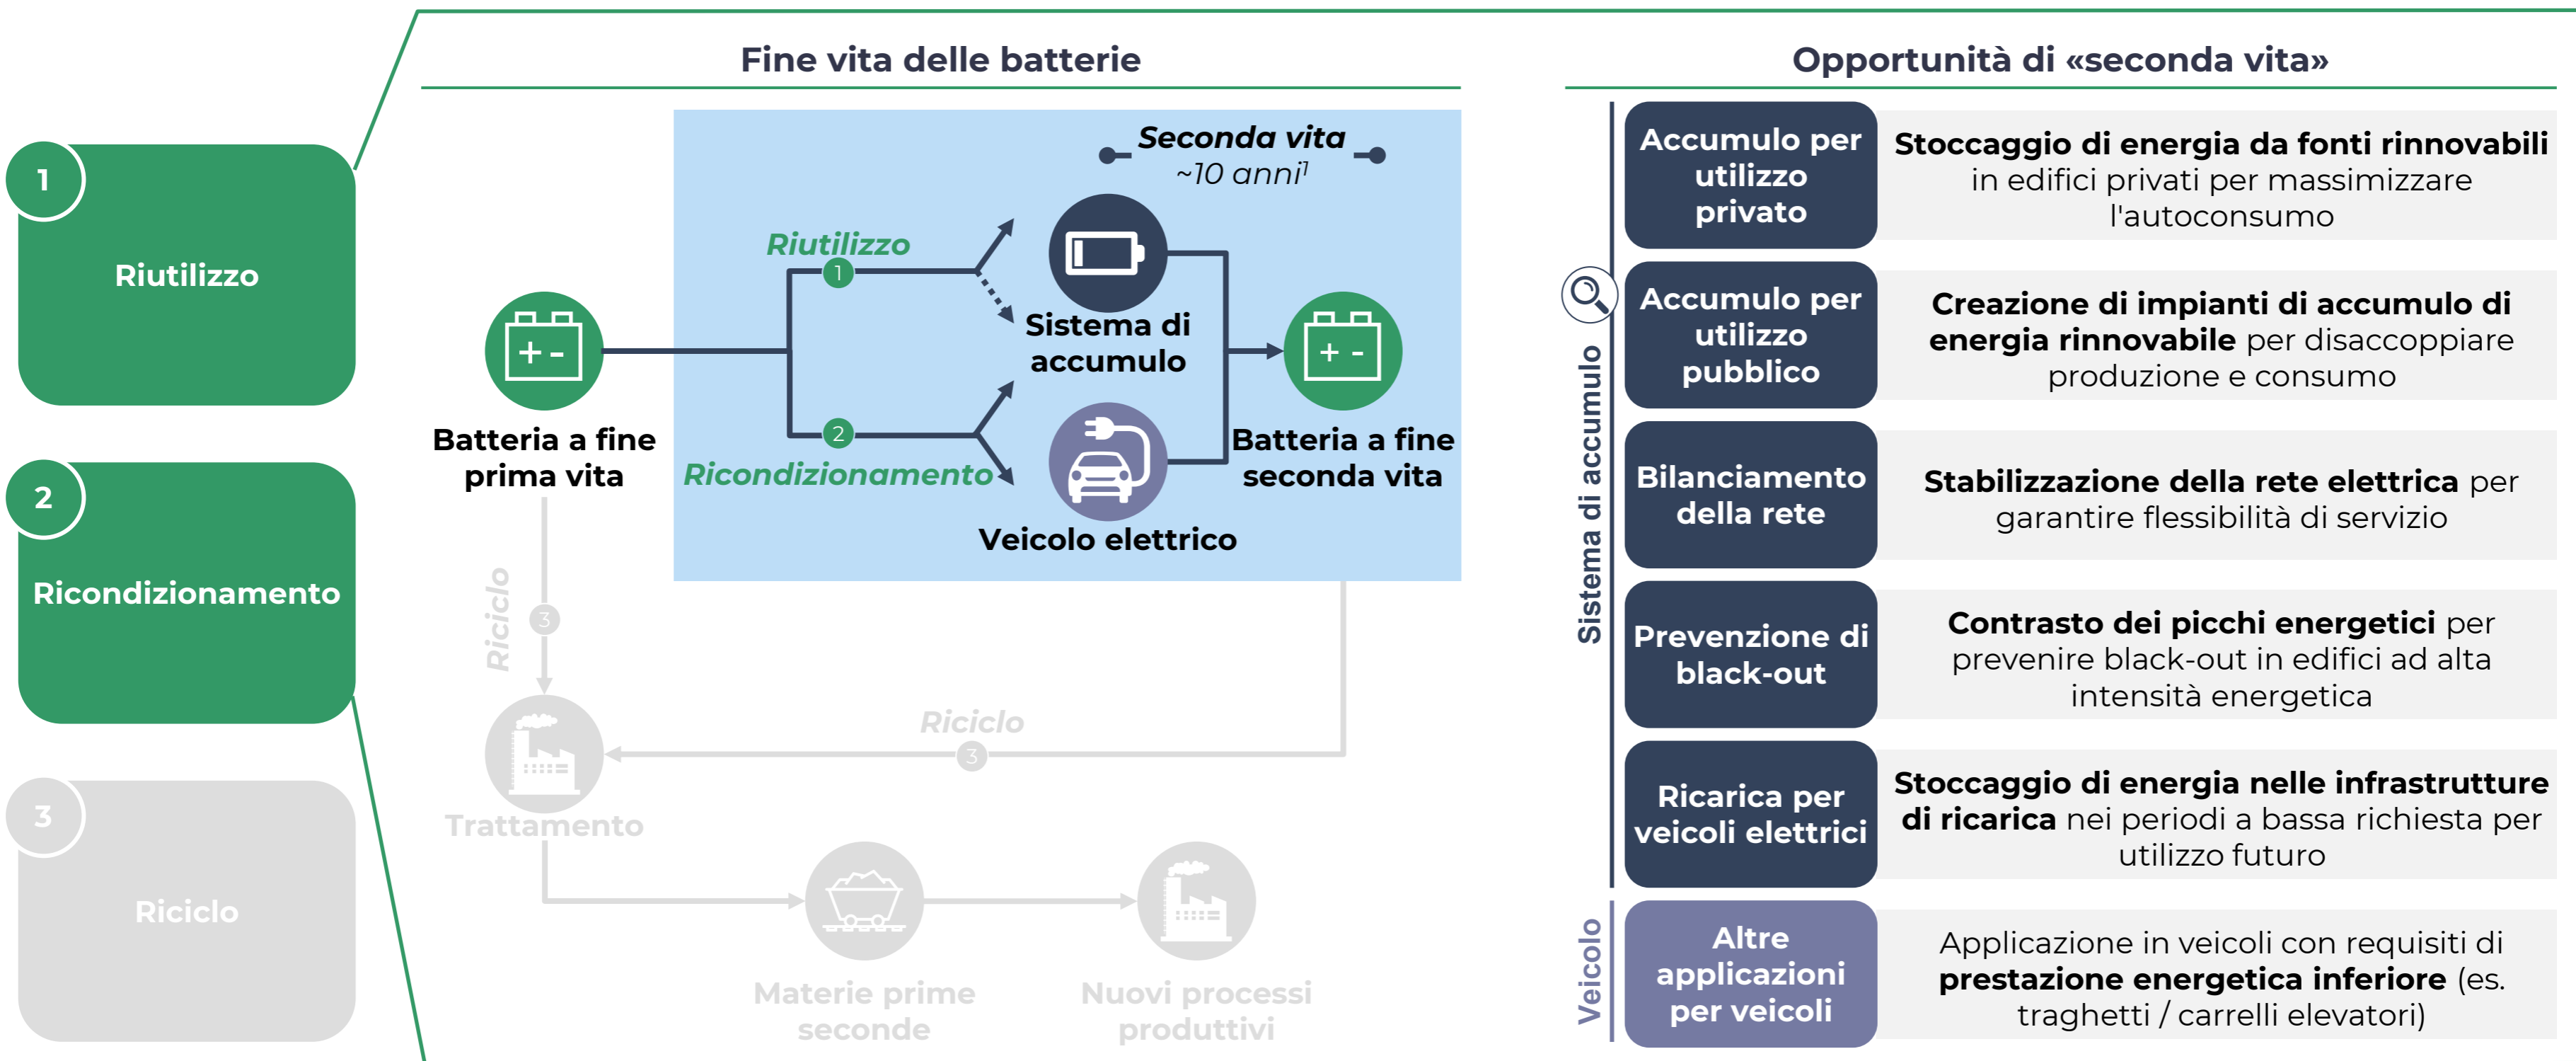 Fine vita delle batterie
Opportunità di «seconda vita»
1
Riutilizzo
2
Ricondizionamento
3
Riciclo
Seconda vita
~10 anni¹
Riutilizzo
1
Sistema di
accumulo
+ -
Batteria a fine
prima vita
2
Ricondizionamento
Veicolo elettrico
+ -
Batteria a fine
seconda vita
Riciclo
3
Riciclo
3
Trattamento
Materie prime
seconde
Nuovi processi
produttivi
Sistema di accumulo
Accumulo per
utilizzo
privato
Stoccaggio di energia da fonti rinnovabili
in edifici privati per massimizzare
l'autoconsumo
Accumulo per
utilizzo
pubblico
Creazione di impianti di accumulo di
energia rinnovabile per disaccoppiare
produzione e consumo
Bilanciamento
della rete
Stabilizzazione della rete elettrica per
garantire flessibilità di servizio
Prevenzione di
black-out
Contrasto dei picchi energetici per
prevenire black-out in edifici ad alta
intensità energetica
Ricarica per
veicoli elettrici
Stoccaggio di energia nelle infrastrutture
di ricarica nei periodi a bassa richiesta per
utilizzo futuro
Veicolo
Altre
applicazioni
per veicoli
Applicazione in veicoli con requisiti di
prestazione energetica inferiore (es.
traghetti / carrelli elevatori)